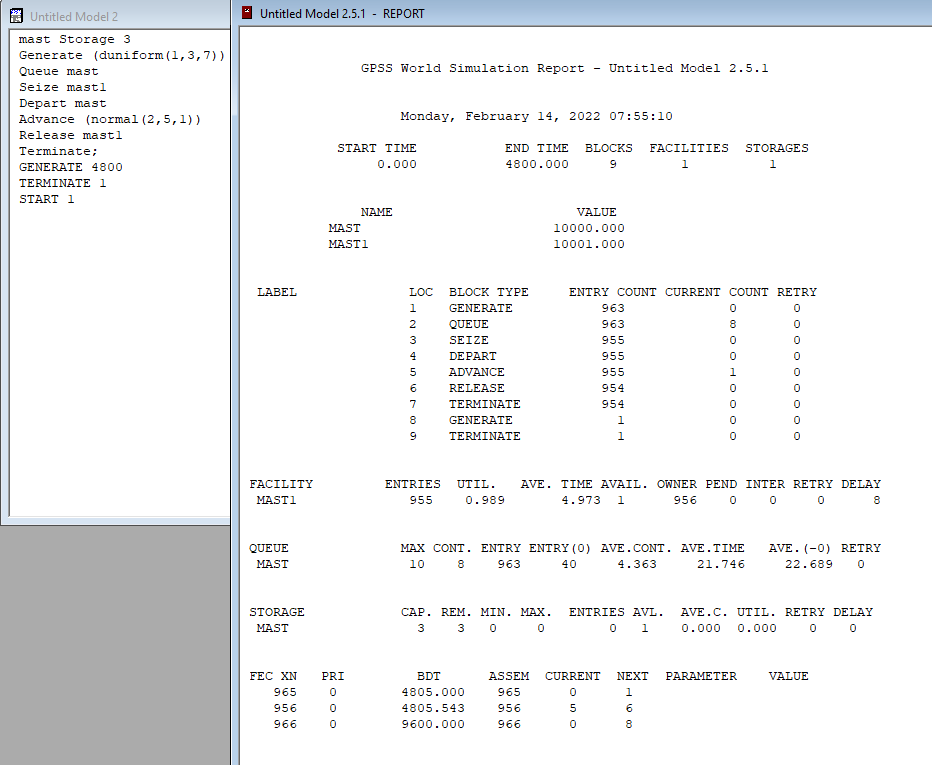 Untitled Model 2
mast Storage 3
Generate (duniform(1,3,7))
Queue mast
Seize mast1
Depart mast
Advance (normal(2,5,1))
Release mast1
Terminate;
GENERATE 4800
TERMINATE 1
START 1
Untitled Model 2.5.1 - REPORT
GPSS World Simulation Report - Untitled Model 2.5.1
Monday, February 14, 2022 07:55:10
START TIME END TIME BLOCKS FACILITIES STORAGES
0.000 4800.000 9 1 1
NAME VALUE
MAST 10000.000
MAST1 10001.000
LABEL LOC BLOCK TYPE ENTRY COUNT CURRENT COUNT RETRY
1 GENERATE 963 0 0
2 QUEUE 963 8 0
3 SEIZE 955 0 0
4 DEPART 955 0 0
5 ADVANCE 955 1 0
6 RELEASE 954 0 0
7 TERMINATE 954 0 0
8 GENERATE 1 0 0
9 TERMINATE 1 0 0
FACILITY ENTRIES UTIL. AVE. TIME AVAIL. OWNER PEND INTER RETRY DELAY
MAST1 955 0.989 4.973 1 956 0 0 0 8
QUEUE MAX CONT. ENTRY ENTRY(0) AVE.CONT. AVE.TIME AVE.(-0) RETRY
MAST 10 8 963 40 4.363 21.746 22.689 0
STORAGE CAP. REM. MIN. MAX. ENTRIES AVL. AVE.C. UTIL. RETRY DELAY
MAST 3 3 0 0 0 1 0.000 0.000 0 0
FEC XN PRI BDT ASSEM CURRENT NEXT PARAMETER VALUE
965 0 4805.000 965 0 1
956 0 4805.543 956 5 6
966 0 9600.000 966 0 8